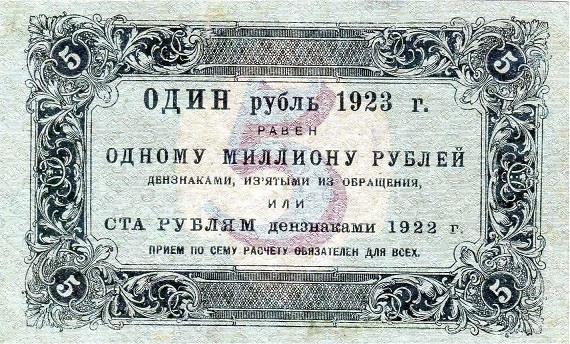 5 5
ОДИН рубль 1923 г.
РАВЕН
ОДНОМУ МИЛЛИОНУ РУБЛЕЙ
ДЕНЗНАКАМИ, ИЗ'ЯТЫМИ ИЗ ОБРАЩЕНИЯ,
ИЛИ
СТА РУБЛЯМ дензнаками 1922 г.
ПРИЕМ ПО СЕМУ РАСЧЕТУ ОБЯЗАТЕЛЕН ДЛЯ ВСЕХ.
5
5 5